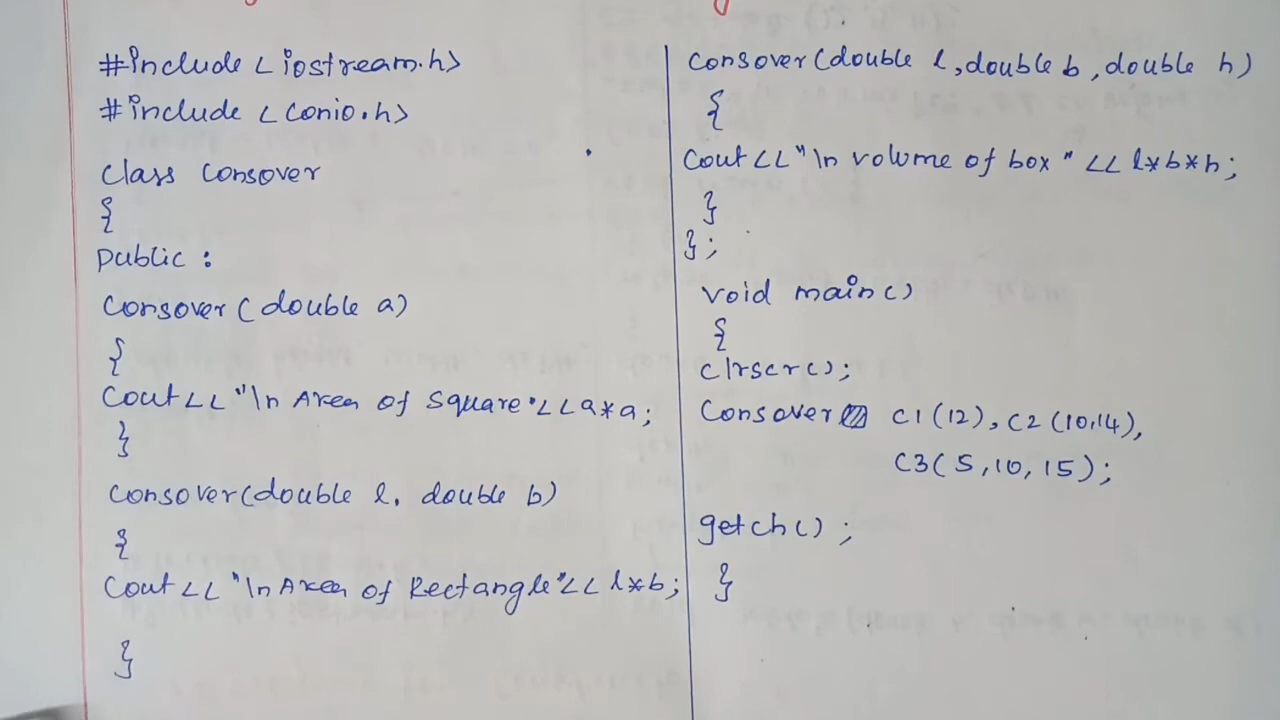 #include <iostream.h>
#include <conio.h>
class consover
{
public :
consover (double a)
{
cout<<"\n Area of square"<<a*a;
}
consover(double l, double b)
{
cout<<"\n Area of Rectangle"<<l*b;
}
consover(double l,double b,double h)
{
cout<<"\n volume of box"<<l*b*h;
}
};
void main()
{
clrscr();
consover c1(12), c2(10,14),
c3(5,10,15);
getch();
}